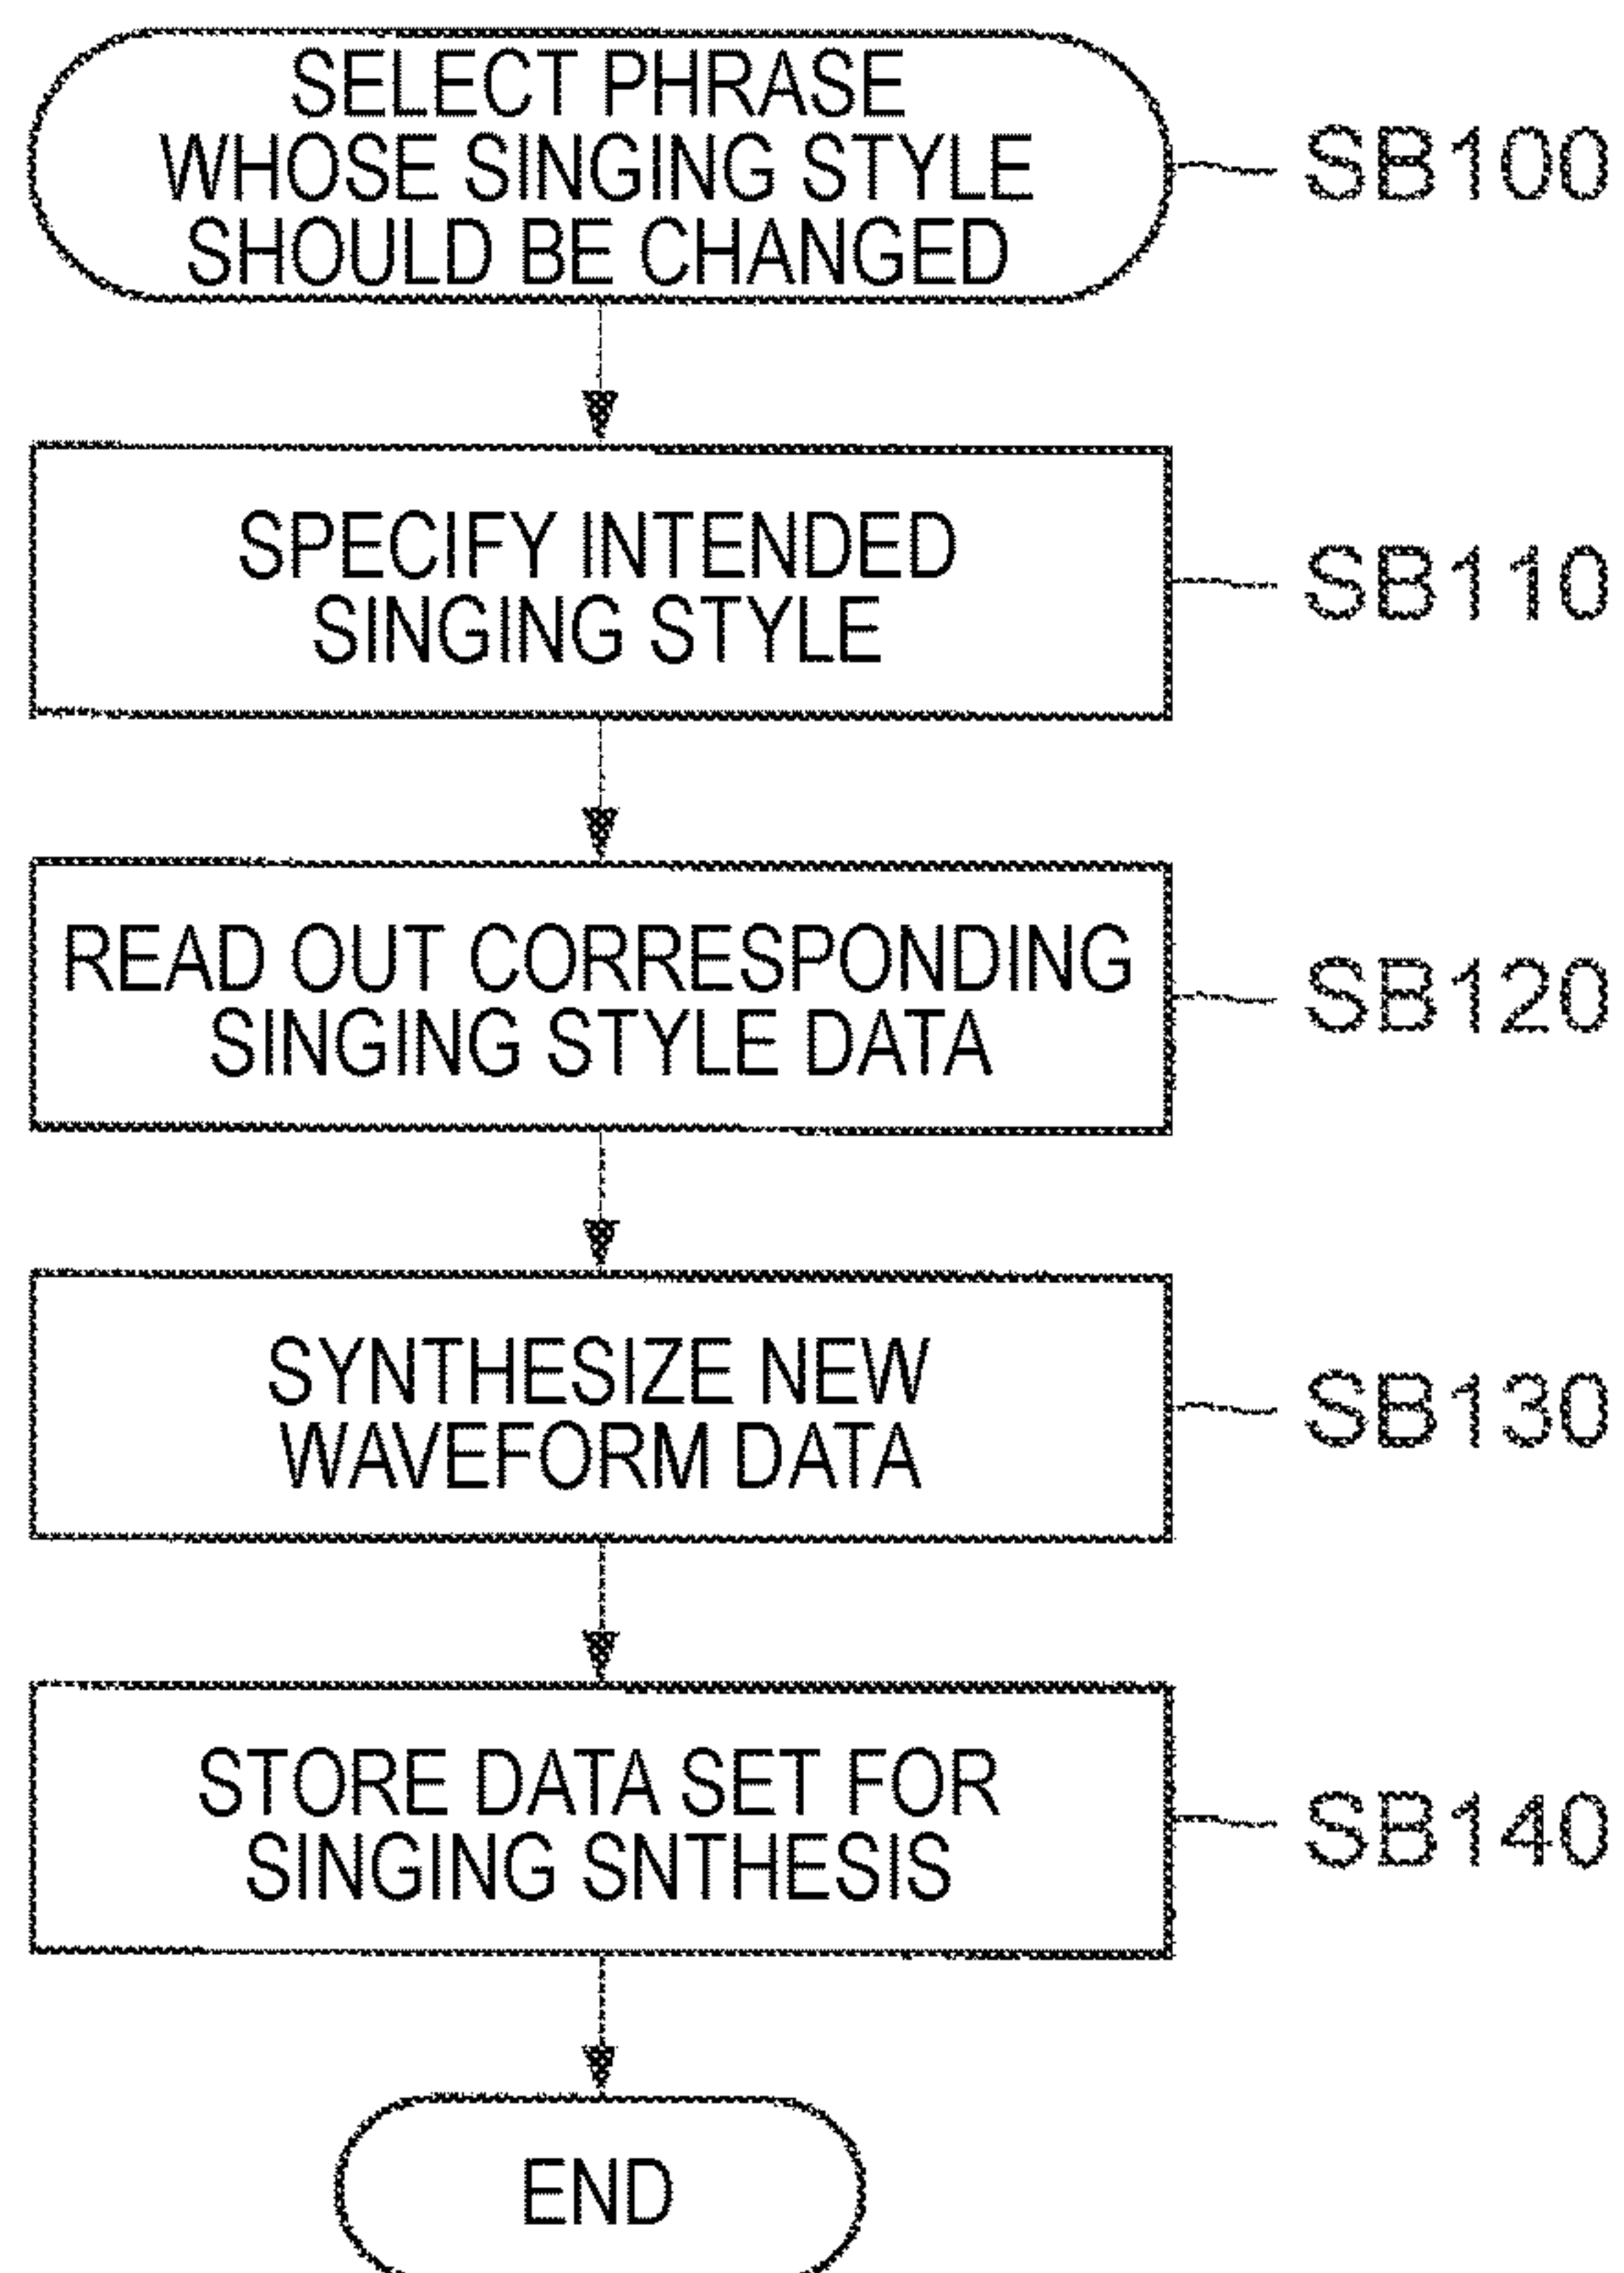 SELECT PHRASE
WHOSE SINGING STYLE
SHOULD BE CHANGED
SB100
SPECIFY INTENDED
SINGING STYLE
SB110
READ OUT CORRESPONDING
SINGING STYLE DATA
SB120
SYNTHESIZE NEW
WAVEFORM DATA
SB130
STORE DATA SET FOR
SINGING SNTHESIS
SB140
END